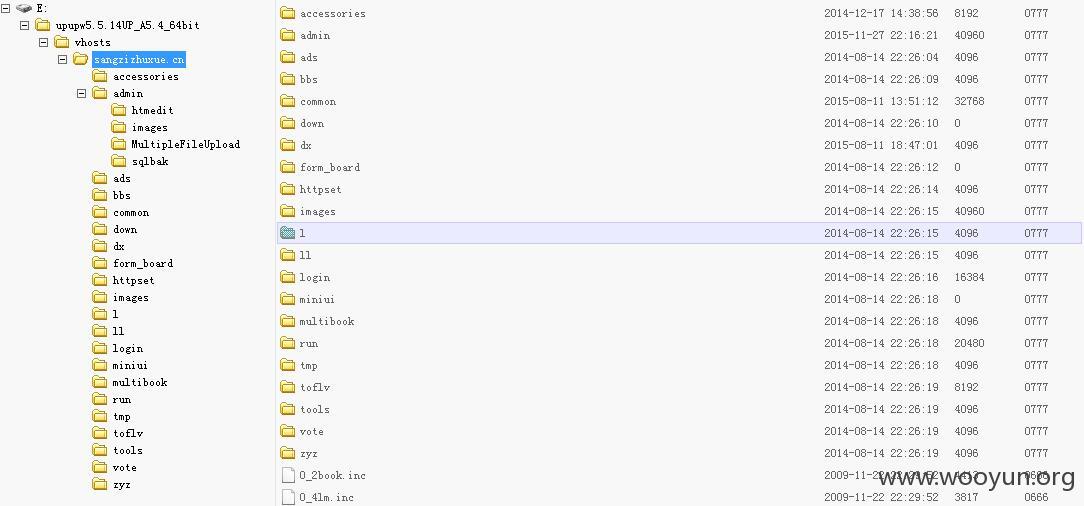 E:
upupw5.5.14UP_A5.4_64bit
vhosts
sangzizhuxue.cn
accessories
admin
htmedit
images
MultipleFileUpload
sqlbak
ads
bbs
common
down
dx
form_board
httpset
images
l
ll
login
miniui
multibook
run
tmp
toflv
tools
vote
zyz
accessories 2014-12-17 14:38:56 8192 0777
admin 2015-11-27 22:16:21 40960 0777
ads 2014-08-14 22:26:04 4096 0777
bbs 2014-08-14 22:26:09 4096 0777
common 2015-08-11 13:51:12 32768 0777
down 2014-08-14 22:26:10 0 0777
dx 2015-08-11 18:47:01 4096 0777
form_board 2014-08-14 22:26:12 0 0777
httpset 2014-08-14 22:26:14 4096 0777
images 2014-08-14 22:26:15 40960 0777
l 2014-08-14 22:26:15 4096 0777
ll 2014-08-14 22:26:15 4096 0777
login 2014-08-14 22:26:16 16384 0777
miniui 2014-08-14 22:26:18 0 0777
multibook 2014-08-14 22:26:18 4096 0777
run 2014-08-14 22:26:18 20480 0777
tmp 2014-08-14 22:26:18 4096 0777
toflv 2014-08-14 22:26:19 8192 0777
tools 2014-08-14 22:26:19 4096 0777
vote 2014-08-14 22:26:19 4096 0777
zyz 2014-08-14 22:26:19 4096 0777
0_2book.inc 2009-11-22 22:29:52 4413 0666
0_4lm.inc 2009-11-22 22:29:52 3817 0666
www.wooyun.org